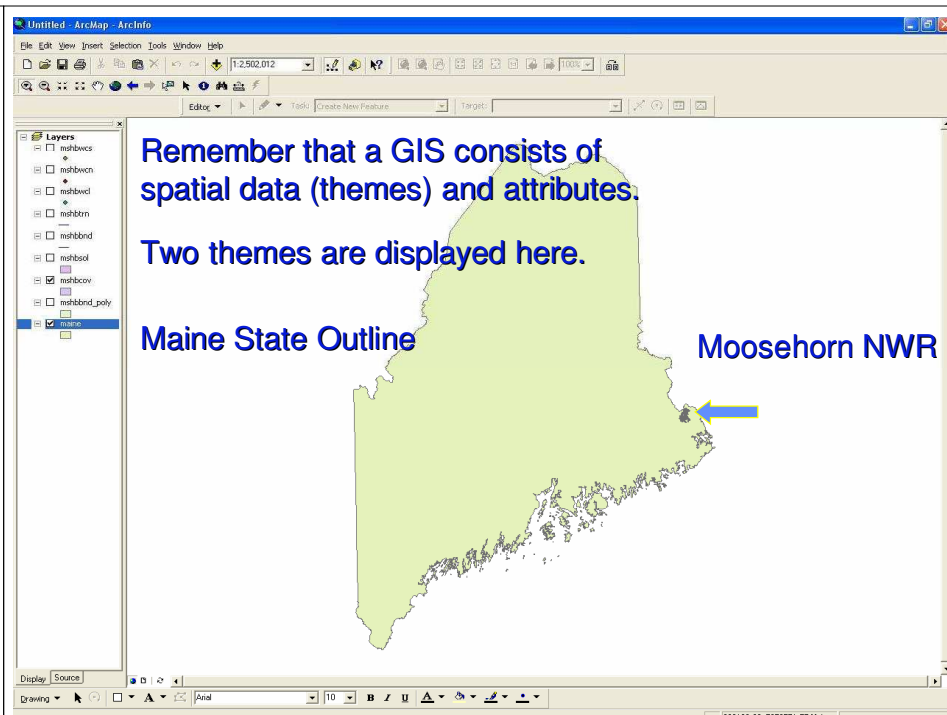 Untitled - ArcMap - ArcInfo
File Edit View Insert Selection Tools Window Help
1:2,502,012
100%
Editor Task: Create New Feature Target:
Layers
mshbwcs
mshbwcn
mshbwcl
mshbtrn
mshbbnd
mshbsol
mshbcov
mshbbnd_poly
maine
Remember that a GIS consists of
spatial data (themes) and attributes.
Two themes are displayed here.
Maine State Outline
Moosehorn NWR
Display Source
Drawing A Arial 10 B I U A